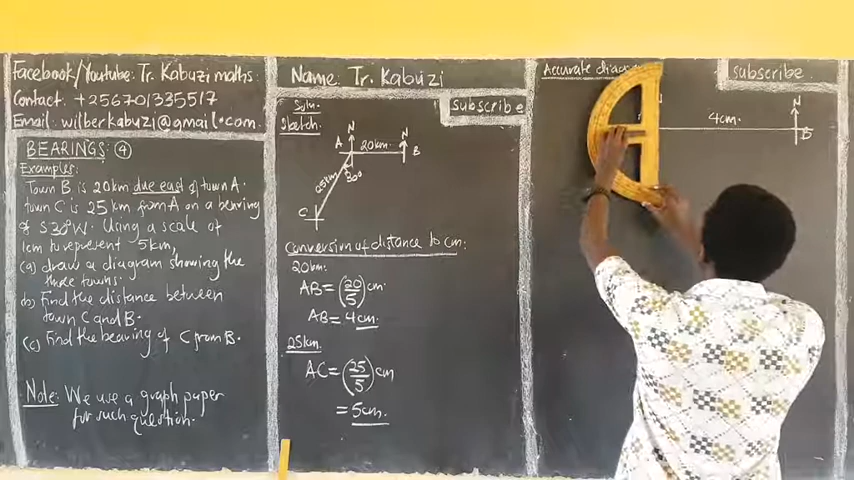 Facebook/Youtube: Tr. Kabuzi maths.
Contact: +256701335517
Email: wilberkabuzi@gmail.com.
BEARINGS ④
Examples:
Town B is 20km due east of town A.
town C is 25km from A on a bearing
of S30°W. Using a scale of
1cm to represent 5km,
(a) draw a diagram showing the
three towns.
(b) Find the distance between
town C and B.
(c) Find the bearing of C from B.
Note: We use a graph paper
for such question.
Name: Tr. Kabuzi
Soln.
subscribe
Sketch.
N
N
A 20km. B
25km
30°
C
Conversion of distance to cm:
20km:
AB = (20/5) cm
AB = 4cm.
25km.
AC = (25/5) cm
= 5cm.
Accurate diagram
subscribe
N
4cm.
B